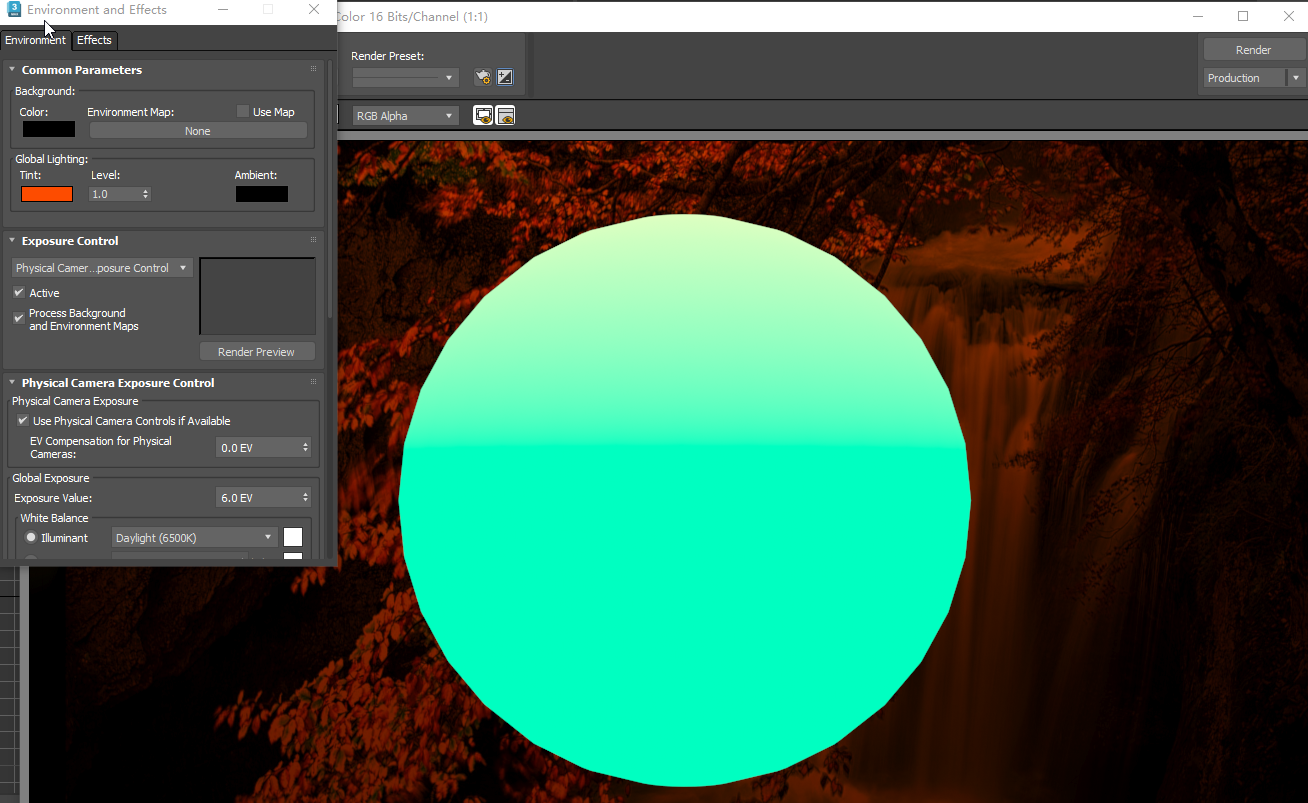 Environment and Effects
Color 16 Bits/Channel (1:1)
Environment
Effects
Render Preset:
Render
Production
RGB Alpha
Common Parameters
Background:
Color:
Environment Map:
Use Map
None
Global Lighting:
Tint:
Level:
Ambient:
1.0
Exposure Control
Physical Camer...posure Control
Active
Process Background
and Environment Maps
Render Preview
Physical Camera Exposure Control
Physical Camera Exposure
Use Physical Camera Controls if Available
EV Compensation for Physical
Cameras:
0.0 EV
Global Exposure
Exposure Value:
6.0 EV
White Balance
Illuminant
Daylight (6500K)